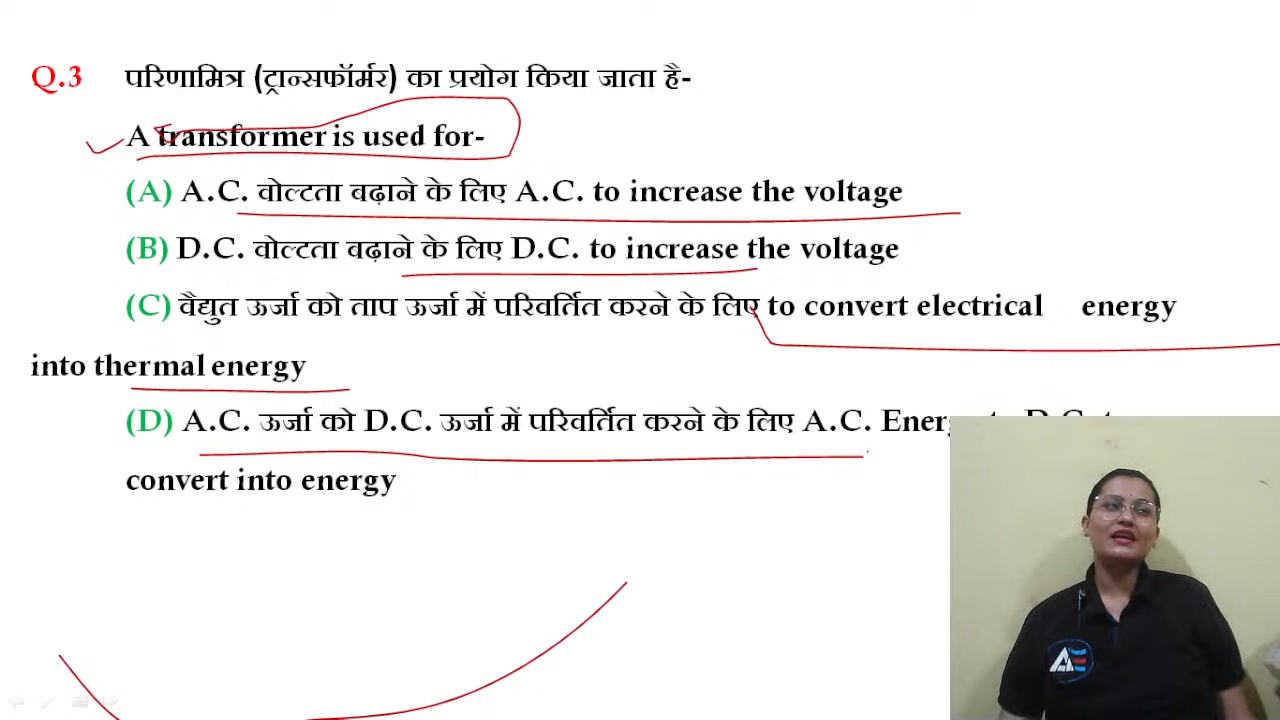 Q.3 परिणामित्र (ट्रान्सफॉर्मर) का प्रयोग किया जाता है-
A transformer is used for-
(A) A.C. वोल्टता बढ़ाने के लिए A.C. to increase the voltage
(B) D.C. वोल्टता बढ़ाने के लिए D.C. to increase the voltage
(C) वैद्युत ऊर्जा को ताप ऊर्जा में परिवर्तित करने के लिए to convert electrical energy
into thermal energy
(D) A.C. ऊर्जा को D.C. ऊर्जा में परिवर्तित करने के लिए A.C.
convert into energy